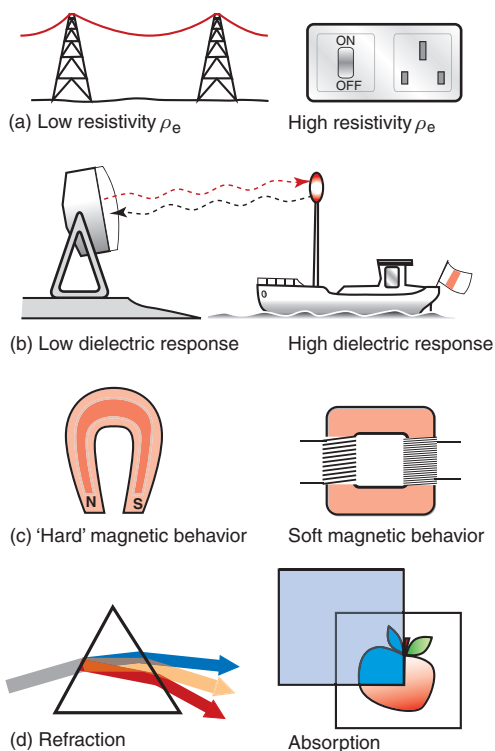 ON
OFF
(a) Low resistivity ρe
High resistivity ρe
(b) Low dielectric response
High dielectric response
N S
(c) ‘Hard’ magnetic behavior
Soft magnetic behavior
(d) Refraction
Absorption